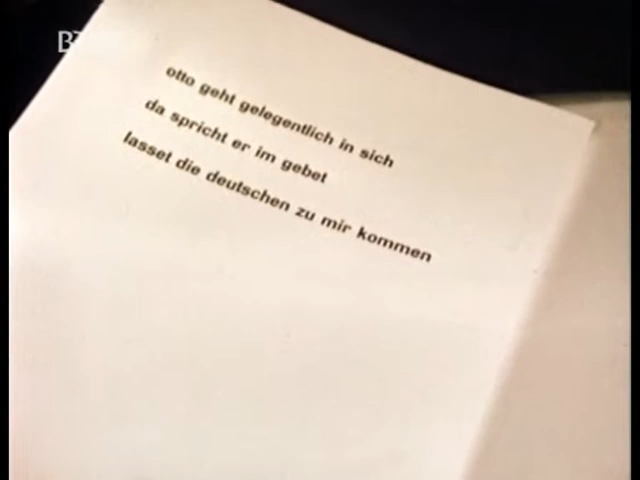 otto geht gelegentlich in sich
da spricht er im gebet
lasset die deutschen zu mir kommen